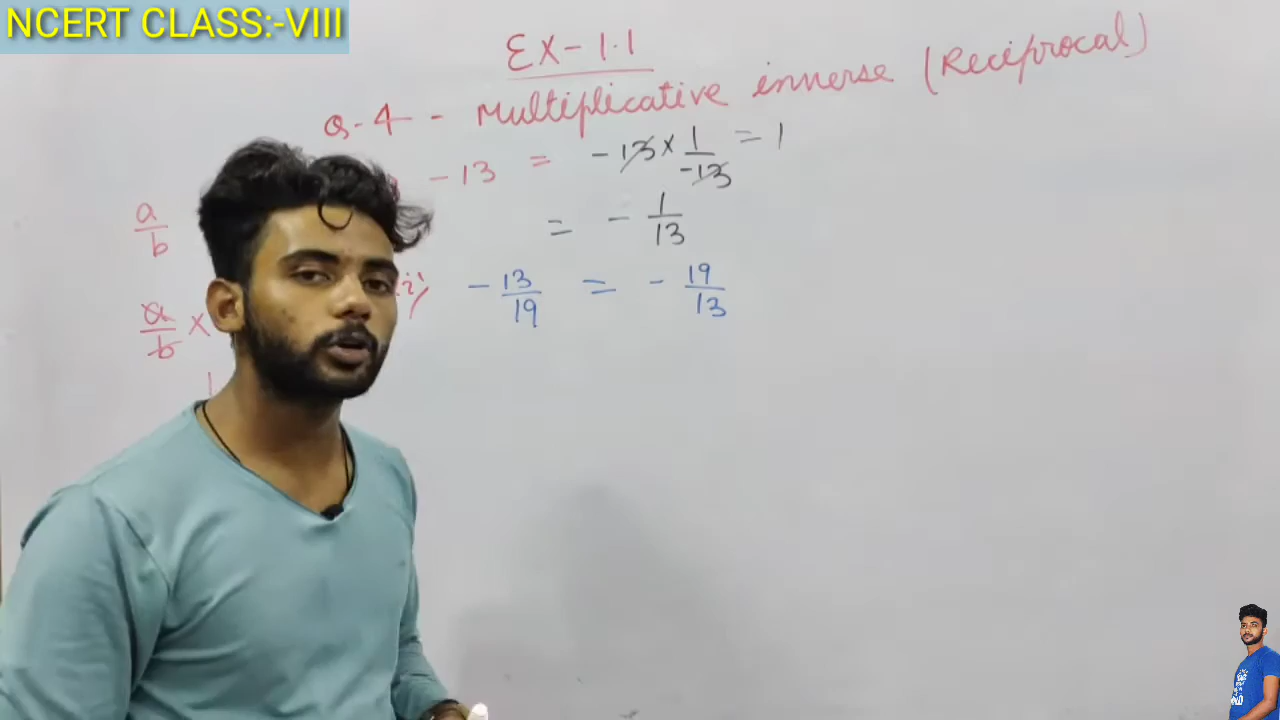 NCERT CLASS:-VIII
Ex - 1.1
Q-4 - Multiplicative inverse (Reciprocal)
-13 = -13 × 1/-13 = 1
= - 1/13
a/b
ii) - 13/19 = - 19/13
a/b ×
1